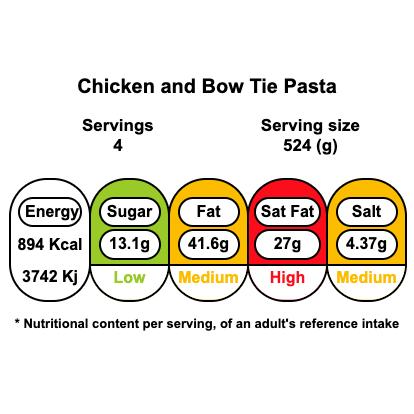 Chicken and Bow Tie Pasta
Servings
4
Serving size
524 (g)
Energy
894 Kcal
3742 Kj
Sugar
13.1g
Low
Fat
41.6g
Medium
Sat Fat
27g
High
Salt
4.37g
Medium
* Nutritional content per serving, of an adult's reference intake